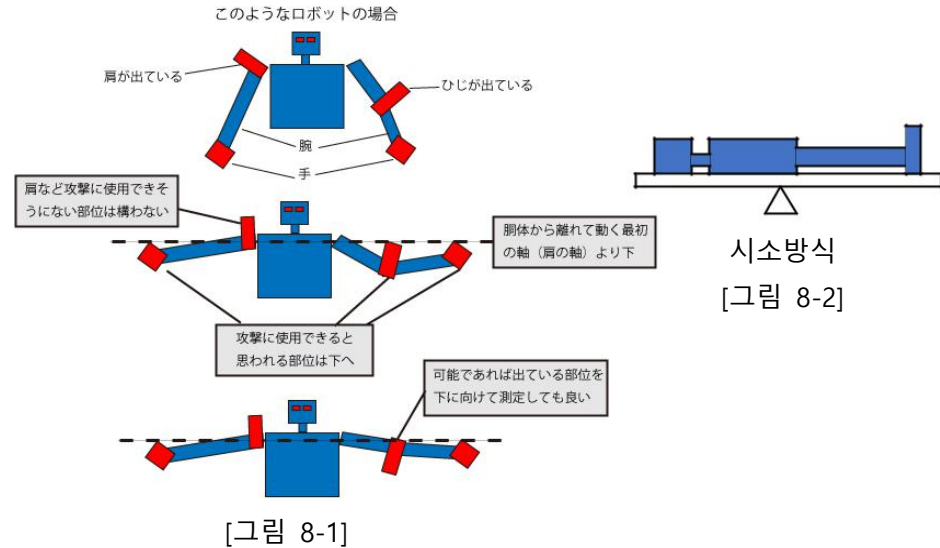 このようなロボットの場合
肩が出ている
ひじが出ている
腕
手
肩など攻撃に使用できそ
うにない部位は構わない
胴体から離れて動く最初
の軸（肩の軸）より下
攻撃に使用できると
思われる部位は下へ
可能であれば出ている部位を
下に向けて測定しても良い
[그림 8-1]
시소방식
[그림 8-2]